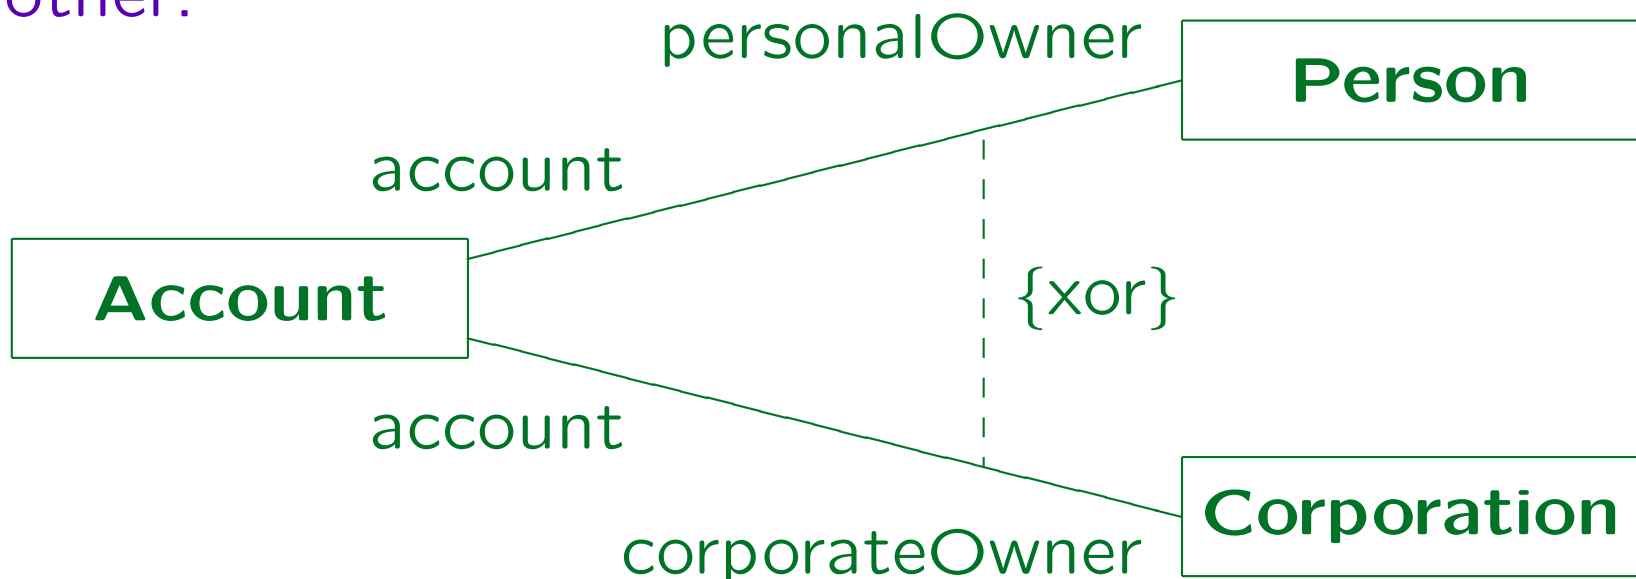 other.
personalOwner
Person
account
Account
{xor}
account
Corporation
corporateOwner